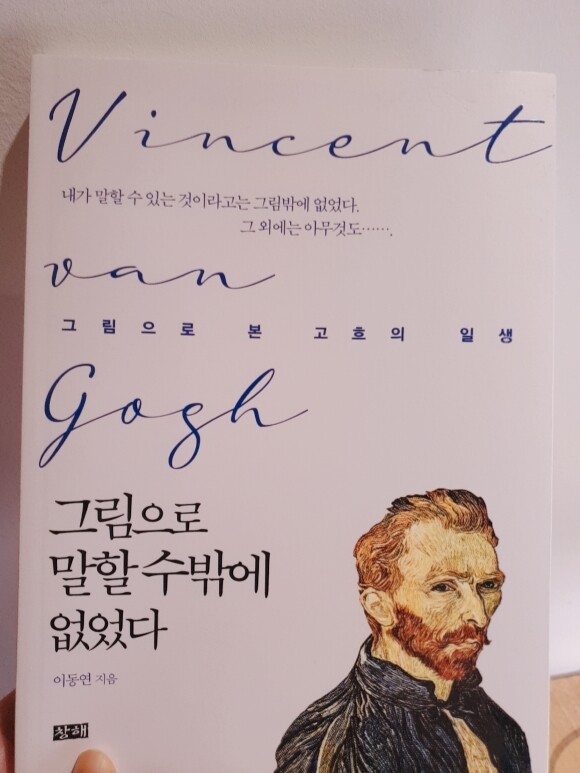 Vincent
내가 말할 수 있는 것이라고는 그림밖에 없었다.
그 외에는 아무것도…….
van
그림으로 본 고흐의 일생
Gogh
그림으로
말할 수밖에
없었다
이동연 지음
창해